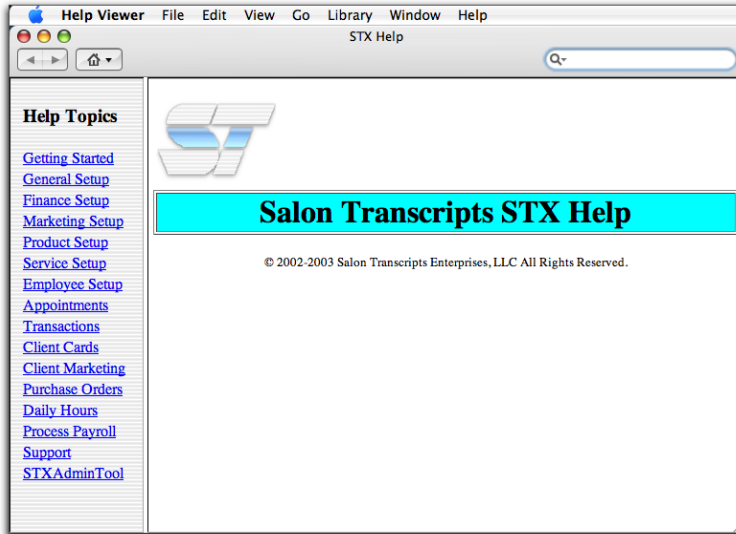 Help Viewer File Edit View Go Library Window Help
STX Help
Help Topics
Getting Started
General Setup
Finance Setup
Marketing Setup
Product Setup
Service Setup
Employee Setup
Appointments
Transactions
Client Cards
Client Marketing
Purchase Orders
Daily Hours
Process Payroll
Support
STXAdminTool
ST
Salon Transcripts STX Help
© 2002-2003 Salon Transcripts Enterprises, LLC All Rights Reserved.